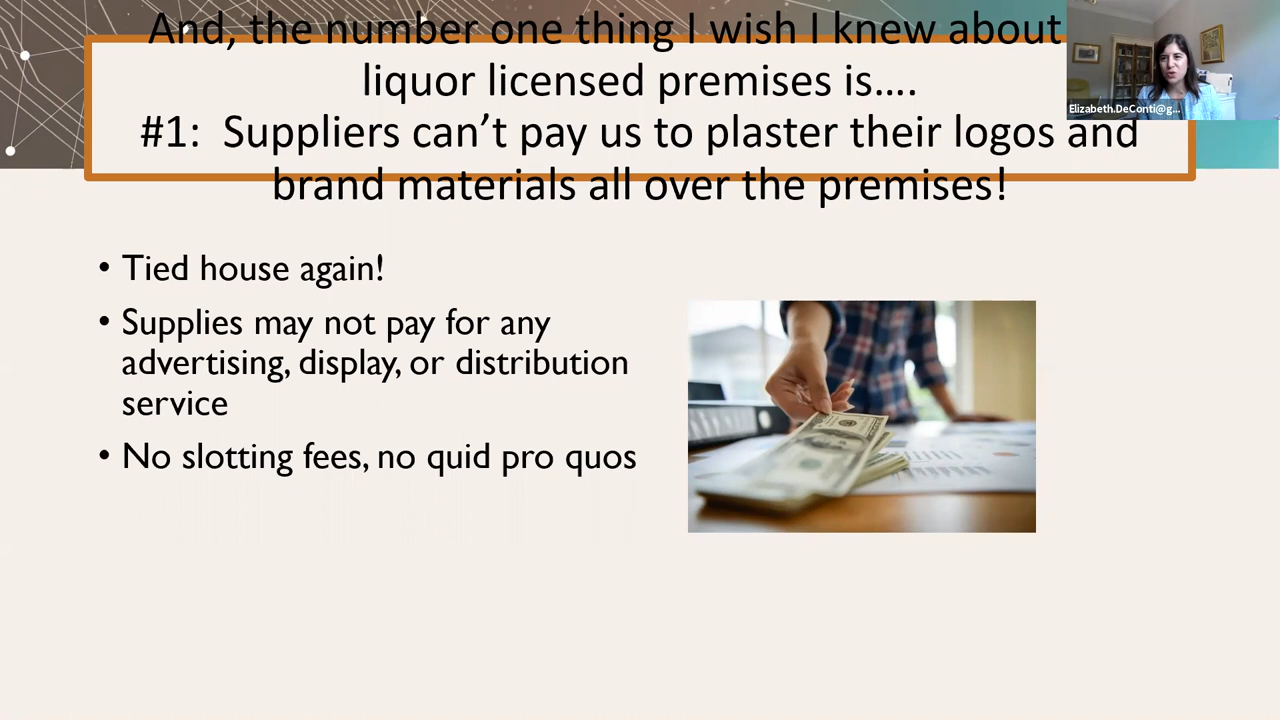 And, the number one thing I wish I knew about
liquor licensed premises is….
#1: Suppliers can’t pay us to plaster their logos and
brand materials all over the premises!
Elizabeth.DeConti@g...
• Tied house again!
• Supplies may not pay for any
advertising, display, or distribution
service
• No slotting fees, no quid pro quos